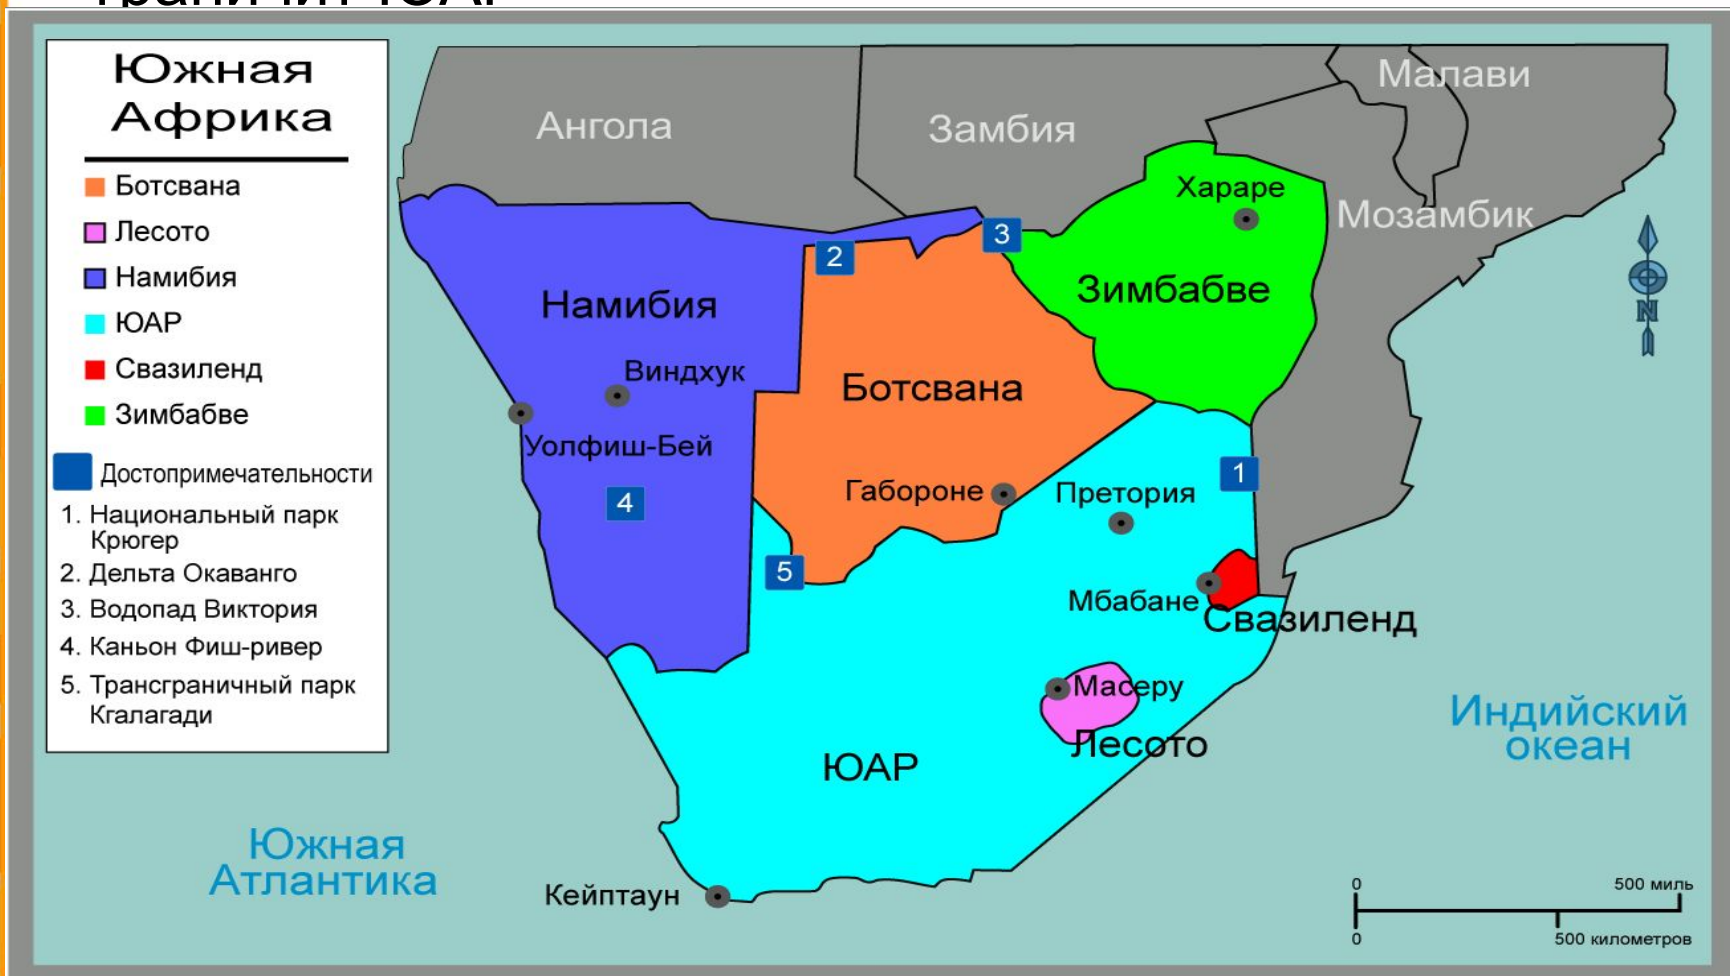 граничит ЮАР
Южная
Африка
Ботсвана
Лесото
Намибия
ЮАР
Свазиленд
Зимбабве
Достопримечательности
1. Национальный парк
Крюгер
2. Дельта Окаванго
3. Водопад Виктория
4. Каньон Фиш-ривер
5. Трансграничный парк
Кгалагади
Ангола
Замбия
Малави
Мозамбик
Хараре
3
2
Зимбабве
Намибия
N
Виндхук
Ботсвана
Уолфиш-Бей
4
Габороне
Претория
1
5
Мбабане
Свазиленд
Масеру
Лесото
ЮАР
Индийский
океан
Южная
Атлантика
Кейптаун
0 500 миль
0 500 километров